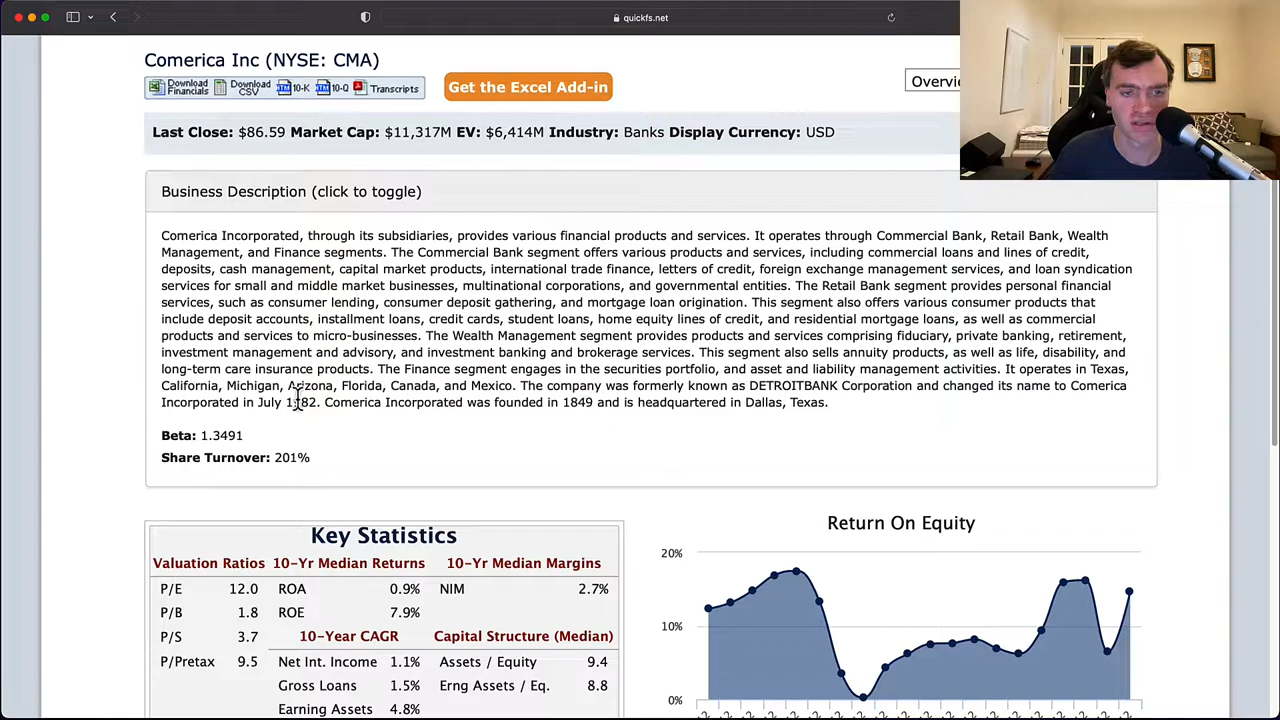 quickfs.net
Comerica Inc (NYSE: CMA)
Download Financials
Download CSV
10-K
10-Q
Transcripts
Get the Excel Add-in
Overvie
Last Close: $86.59 Market Cap: $11,317M EV: $6,414M Industry: Banks Display Currency: USD
Business Description (click to toggle)
Comerica Incorporated, through its subsidiaries, provides various financial products and services. It operates through Commercial Bank, Retail Bank, Wealth
Management, and Finance segments. The Commercial Bank segment offers various products and services, including commercial loans and lines of credit,
deposits, cash management, capital market products, international trade finance, letters of credit, foreign exchange management services, and loan syndication
services for small and middle market businesses, multinational corporations, and governmental entities. The Retail Bank segment provides personal financial
services, such as consumer lending, consumer deposit gathering, and mortgage loan origination. This segment also offers various consumer products that
include deposit accounts, installment loans, credit cards, student loans, home equity lines of credit, and residential mortgage loans, as well as commercial
products and services to micro-businesses. The Wealth Management segment provides products and services comprising fiduciary, private banking, retirement,
investment management and advisory, and investment banking and brokerage services. This segment also sells annuity products, as well as life, disability, and
long-term care insurance products. The Finance segment engages in the securities portfolio, and asset and liability management activities. It operates in Texas,
California, Michigan, Arizona, Florida, Canada, and Mexico. The company was formerly known as DETROITBANK Corporation and changed its name to Comerica
Incorporated in July 1982. Comerica Incorporated was founded in 1849 and is headquartered in Dallas, Texas.
Beta: 1.3491
Share Turnover: 201%
Key Statistics
Valuation Ratios 10-Yr Median Returns 10-Yr Median Margins
P/E 12.0 ROA 0.9% NIM 2.7%
P/B 1.8 ROE 7.9%
P/S 3.7 10-Year CAGR Capital Structure (Median)
P/Pretax 9.5 Net Int. Income 1.1% Assets / Equity 9.4
Gross Loans 1.5% Erng Assets / Eq. 8.8
Earning Assets 4.8%
Return On Equity
20%
10%
0%